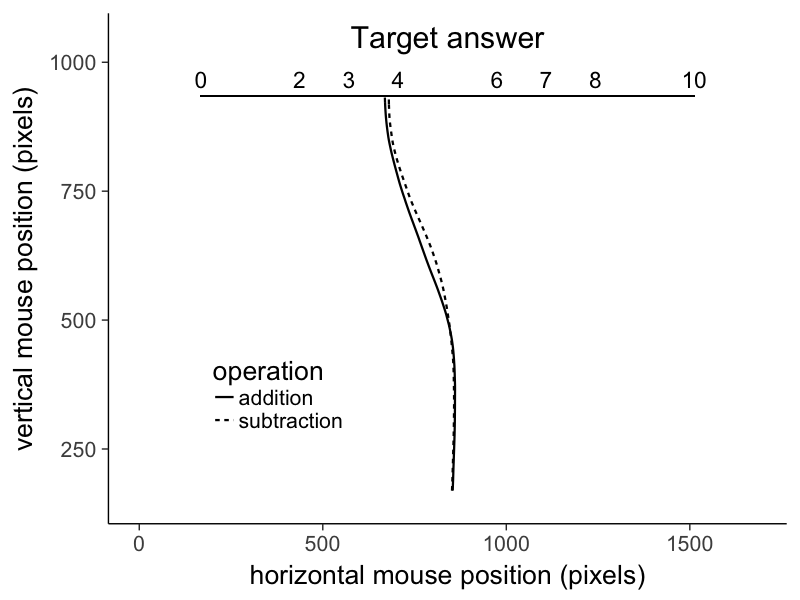 Target answer
0 2 3 4 6 7 8 10
1000
750
500
250
vertical mouse position (pixels)
operation
addition
subtraction
0 500 1000 1500
horizontal mouse position (pixels)